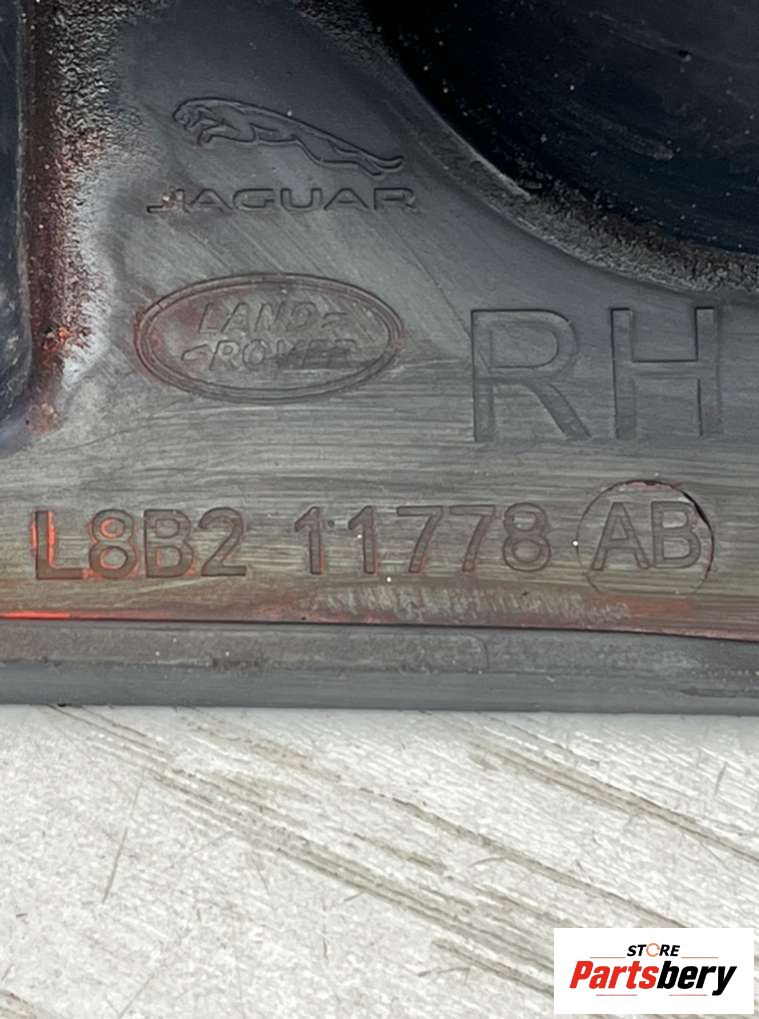 JAGUAR
LAND
ROVER
RH
L8B2 11778 AB
STORE
Partsbery